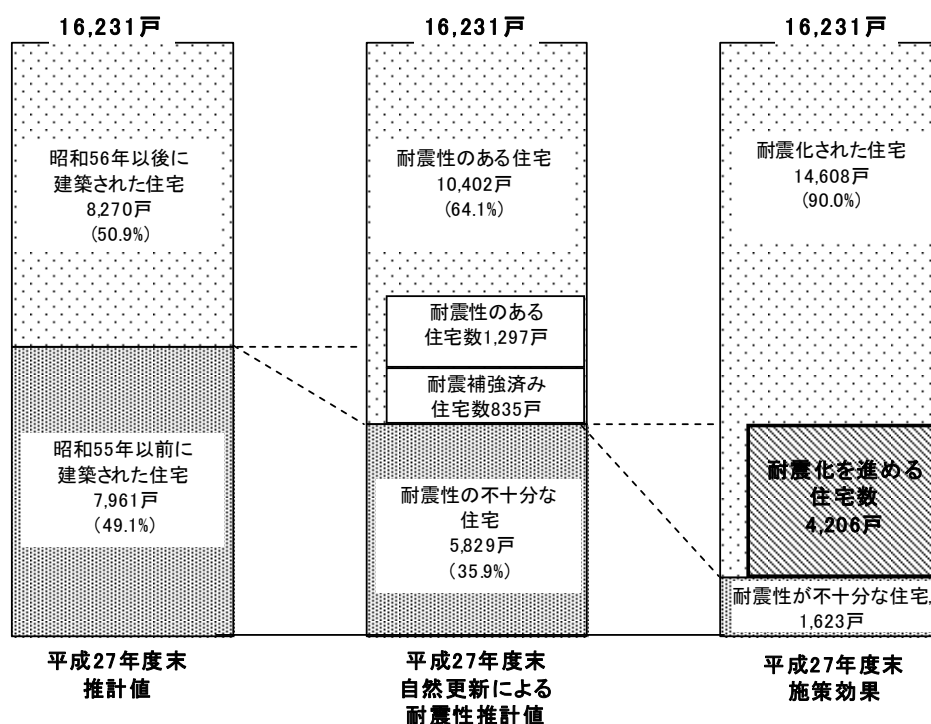 16,231戸
昭和56年以後に
建築された住宅
8,270戸
(50.9%)
昭和55年以前に
建築された住宅
7,961戸
(49.1%)
平成27年度末
推計値
16,231戸
耐震性のある住宅
10,402戸
(64.1%)
耐震性のある
住宅数1,297戸
耐震補強済み
住宅数835戸
耐震性の不十分な
住宅
5,829戸
(35.9%)
平成27年度末
自然更新による
耐震性推計値
16,231戸
耐震化された住宅
14,608戸
(90.0%)
耐震化を進める
住宅数
4,206戸
耐震性が不十分な住宅,
1,623戸
平成27年度末
施策効果